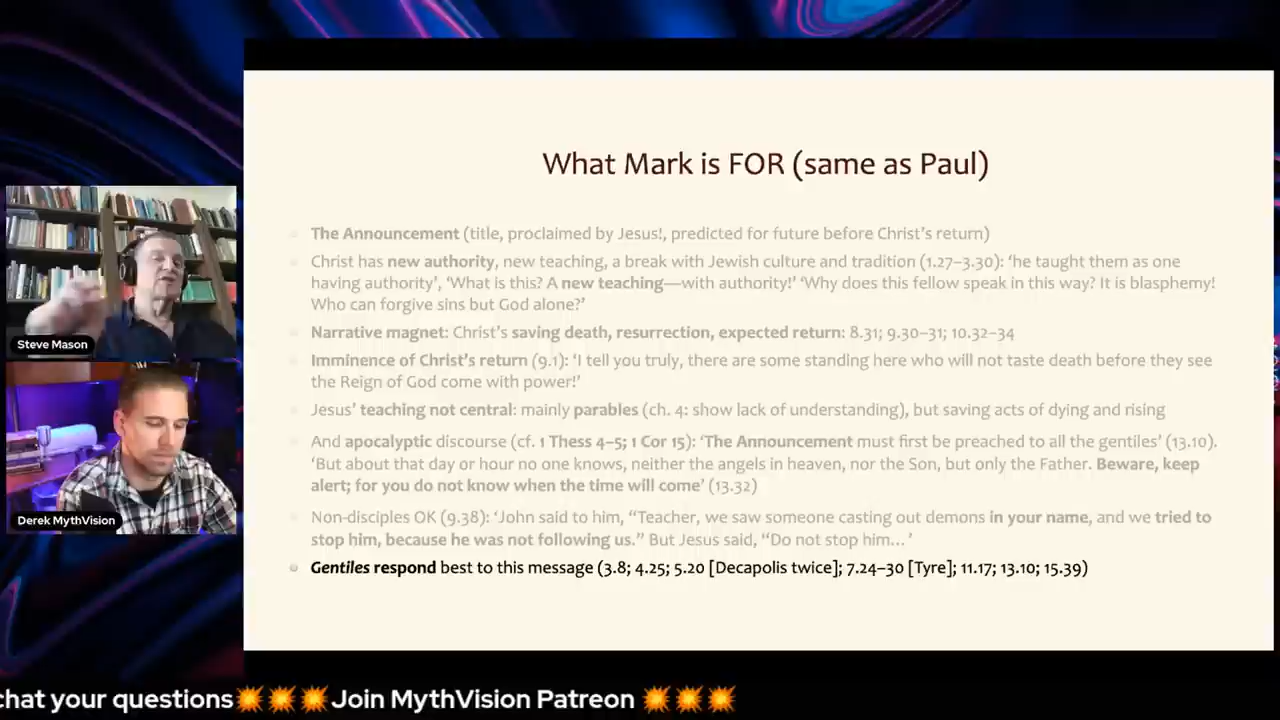 What Mark is FOR (same as Paul)
The Announcement (title, proclaimed by Jesus!, predicted for future before Christ's return)
Christ has new authority, new teaching, a break with Jewish culture and tradition (1.27–3.30): 'he taught them as one
having authority', 'What is this? A new teaching—with authority!' 'Why does this fellow speak in this way? It is blasphemy!
Who can forgive sins but God alone?'
Narrative magnet: Christ's saving death, resurrection, expected return: 8.31; 9.30–31; 10.32–34
Imminence of Christ's return (9.1): 'I tell you truly, there are some standing here who will not taste death before they see
the Reign of God come with power!'
Jesus' teaching not central: mainly parables (ch. 4: show lack of understanding), but saving acts of dying and rising
And apocalyptic discourse (cf. 1 Thess 4–5; 1 Cor 15): 'The Announcement must first be preached to all the gentiles' (13.10).
'But about that day or hour no one knows, neither the angels in heaven, nor the Son, but only the Father. Beware, keep
alert; for you do not know when the time will come' (13.32)
Non-disciples OK (9.38): 'John said to him, "Teacher, we saw someone casting out demons in your name, and we tried to
stop him, because he was not following us." But Jesus said, "Do not stop him…'
Gentiles respond best to this message (3.8; 4.25; 5.20 [Decapolis twice]; 7.24–30 [Tyre]; 11.17; 13.10; 15.39)
Steve Mason
Derek MythVision
chat your questions💥💥💥Join MythVision Patreon 💥💥💥